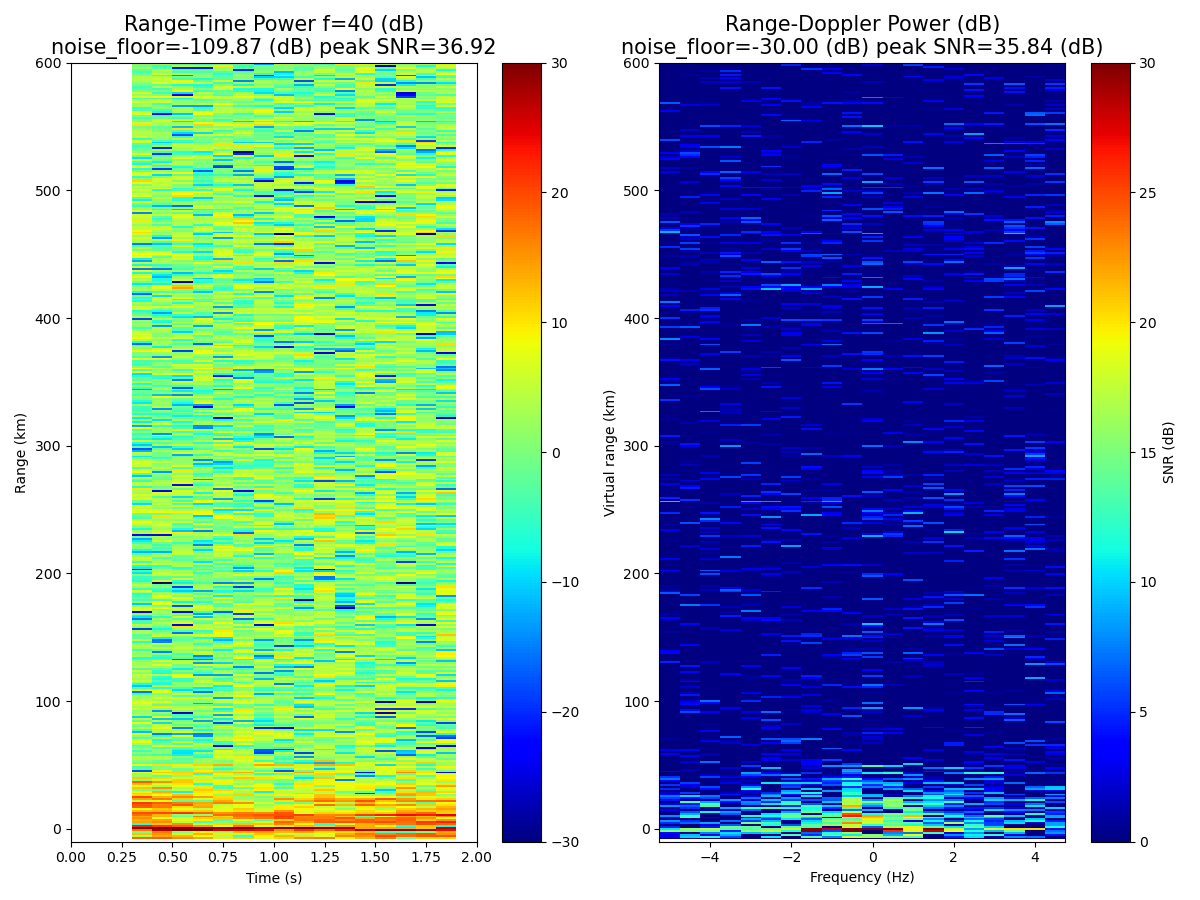 Range-Time Power f=40 (dB)
noise_floor=-109.87 (dB) peak SNR=36.92
Range-Doppler Power (dB)
noise_floor=-30.00 (dB) peak SNR=35.84 (dB)
600
500
400
300
200
100
0
Range (km)
0.00 0.25 0.50 0.75 1.00 1.25 1.50 1.75 2.00
Time (s)
30
20
10
0
−10
−20
−30
600
500
400
300
200
100
0
Virtual range (km)
−4 −2 0 2 4
Frequency (Hz)
30
25
20
15
10
5
0
SNR (dB)